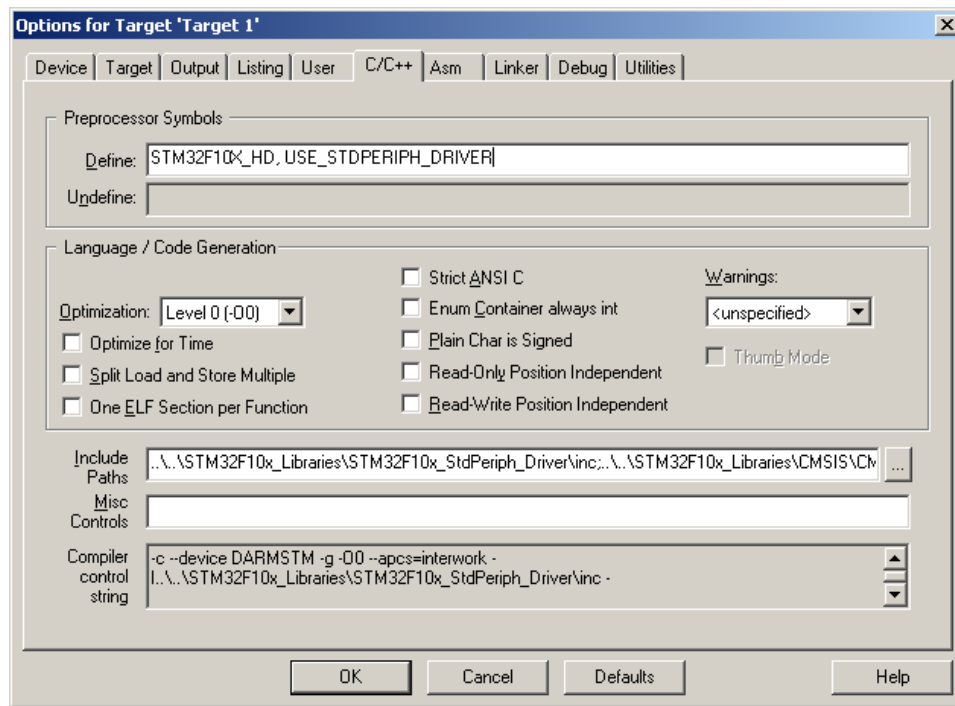 Options for Target 'Target 1'
Device Target Output Listing User C/C++ Asm Linker Debug Utilities
Preprocessor Symbols
Define: STM32F10X_HD, USE_STDPERIPH_DRIVER
Undefine:
Language / Code Generation
Strict ANSI C Warnings:
Optimization: Level 0 (-O0) Enum Container always int <unspecified>
Optimize for Time Plain Char is Signed Thumb Mode
Split Load and Store Multiple Read-Only Position Independent
One ELF Section per Function Read-Write Position Independent
Include Paths ..\..\STM32F10x_Libraries\STM32F10x_StdPeriph_Driver\inc;..\..\STM32F10x_Libraries\CMSIS\CM ...
Misc Controls
Compiler control string -c --device DARMSTM -g -O0 --apcs=interwork -
I..\..\STM32F10x_Libraries\STM32F10x_StdPeriph_Driver\inc -
OK Cancel Defaults Help